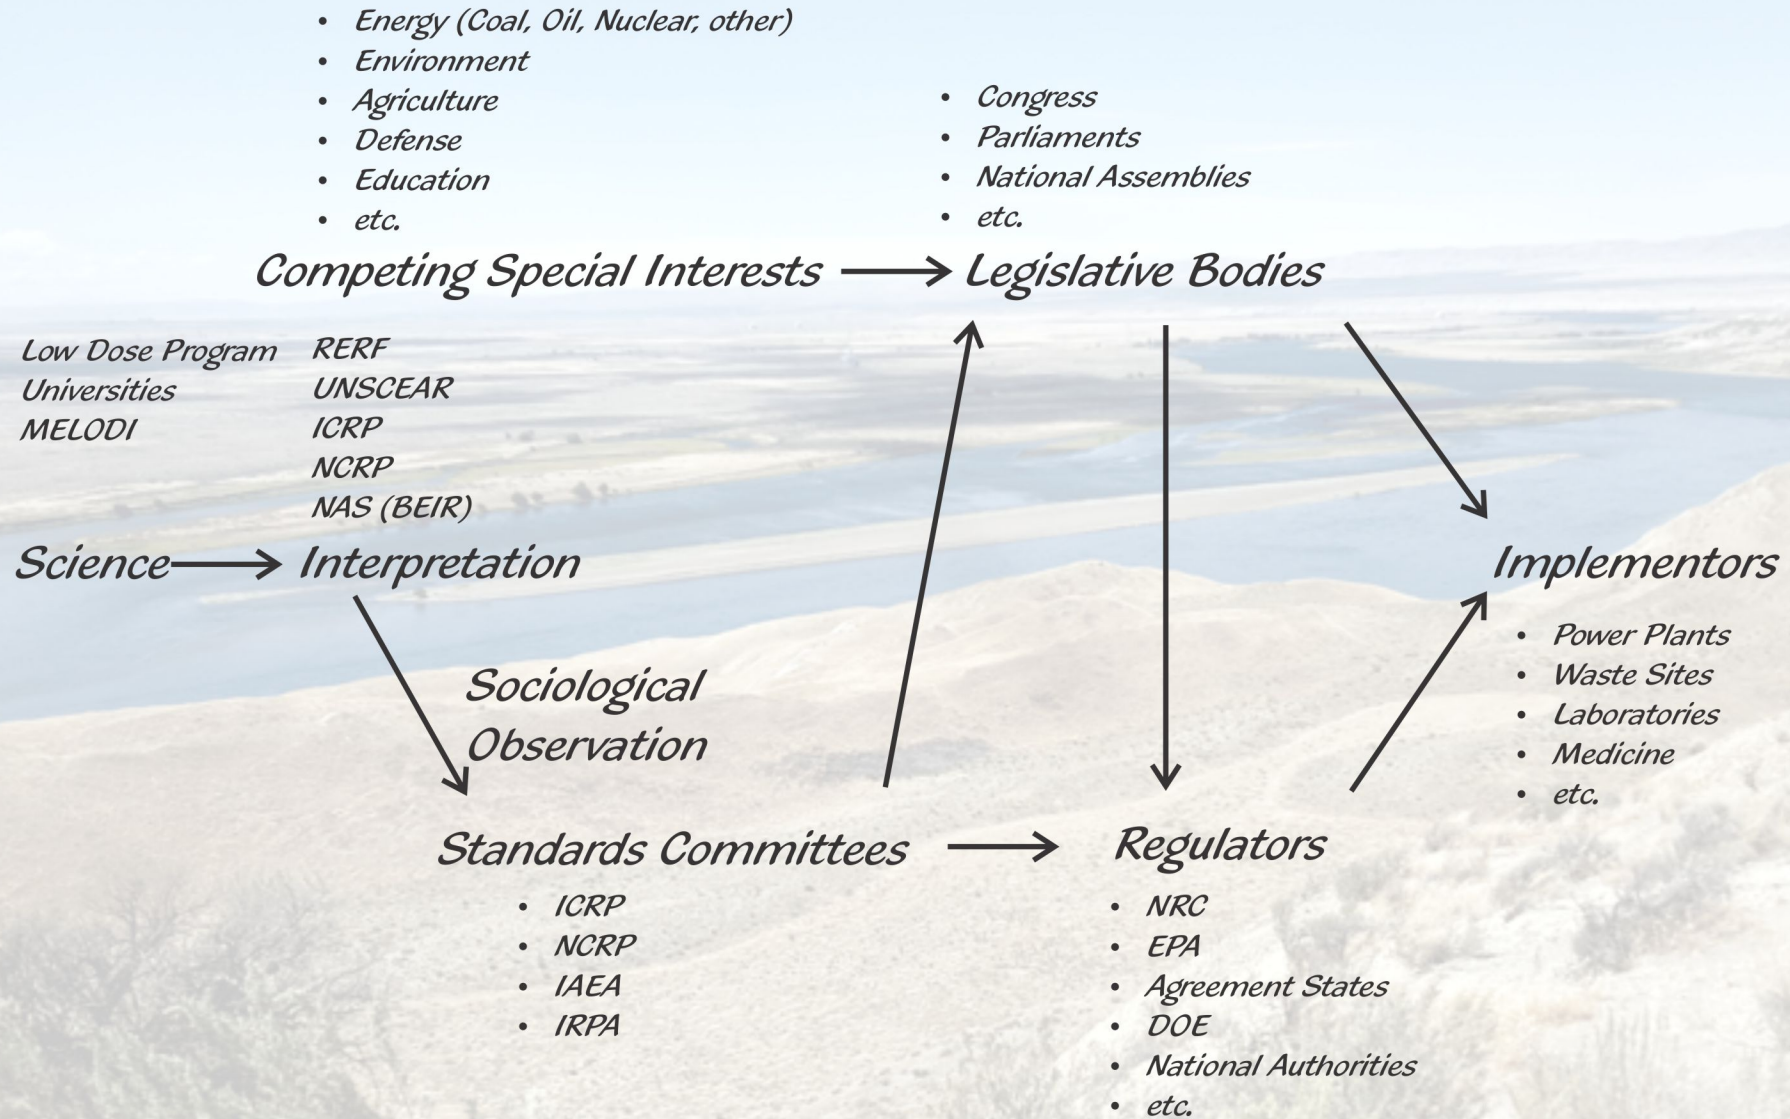 • Energy (Coal, Oil, Nuclear, other)
• Environment
• Agriculture
• Defense
• Education
• etc.
Competing Special Interests
• Congress
• Parliaments
• National Assemblies
• etc.
Legislative Bodies
Low Dose Program
Universities
MELODI
Science
RERF
UNSCEAR
ICRP
NCRP
NAS (BEIR)
Interpretation
Sociological
Observation
Implementors
• Power Plants
• Waste Sites
• Laboratories
• Medicine
• etc.
Standards Committees
• ICRP
• NCRP
• IAEA
• IRPA
Regulators
• NRC
• EPA
• Agreement States
• DOE
• National Authorities
• etc.